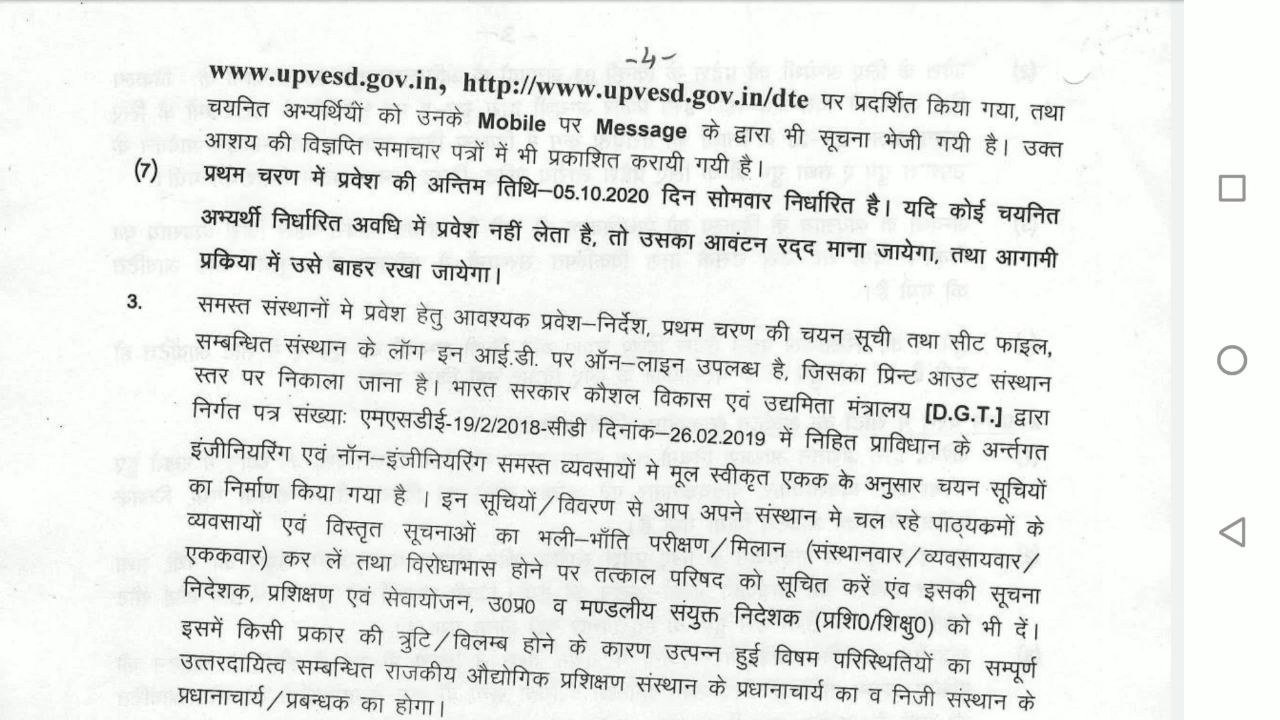 -4-
www.upvesd.gov.in, http://www.upvesd.gov.in/dte पर प्रदर्शित किया गया, तथा
चयनित अभ्यर्थियों को उनके Mobile पर Message के द्वारा भी सूचना भेजी गयी है। उक्त
आशय की विज्ञप्ति समाचार पत्रों में भी प्रकाशित करायी गयी है।
(7) प्रथम चरण में प्रवेश की अन्तिम तिथि–05.10.2020 दिन सोमवार निर्धारित है। यदि कोई चयनित
अभ्यर्थी निर्धारित अवधि में प्रवेश नहीं लेता है, तो उसका आवंटन रदद माना जायेगा, तथा आगामी
प्रकिया में उसे बाहर रखा जायेगा।
3. समस्त संस्थानों मे प्रवेश हेतु आवश्यक प्रवेश–निर्देश, प्रथम चरण की चयन सूची तथा सीट फाइल,
सम्बन्धित संस्थान के लॉग इन आई.डी. पर ऑन–लाइन उपलब्ध है, जिसका प्रिन्ट आउट संस्थान
स्तर पर निकाला जाना है। भारत सरकार कौशल विकास एवं उद्यमिता मंत्रालय [D.G.T.] द्वारा
निर्गत पत्र संख्याः एमएसडीई-19/2/2018-सीडी दिनांक–26.02.2019 में निहित प्राविधान के अर्न्तगत
इंजीनियरिंग एवं नॉन–इंजीनियरिंग समस्त व्यवसायों मे मूल स्वीकृत एकक के अनुसार चयन सूचियों
का निर्माण किया गया है । इन सूचियों/विवरण से आप अपने संस्थान मे चल रहे पाठयकमों के
व्यवसायों एवं विस्तृत सूचनाओं का भली–भॉति परीक्षण/मिलान (संस्थानवार/व्यवसायवार/
एककवार) कर लें तथा विरोधाभास होने पर तत्काल परिषद को सूचित करें एंव इसकी सूचना
निदेशक, प्रशिक्षण एवं सेवायोजन, उ0प्र0 व मण्डलीय संयुक्त निदेशक (प्रशि0/शिक्षु0) को भी दें।
इसमें किसी प्रकार की त्रुटि/विलम्ब होने के कारण उत्पन्न हुई विषम परिस्थितियों का सम्पूर्ण
उत्तरदायित्व सम्बन्धित राजकीय औद्योगिक प्रशिक्षण संस्थान के प्रधानाचार्य का व निजी संस्थान के
प्रधानाचार्य/प्रबन्धक का होगा।